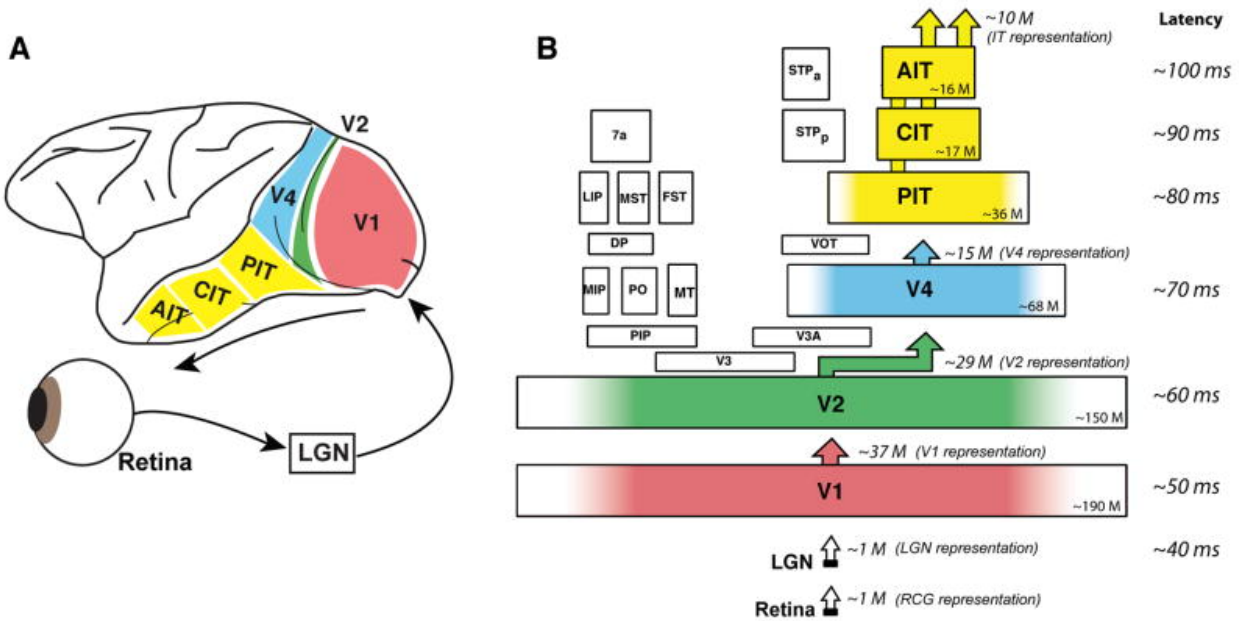 A
V2
V4
V1
PIT
CIT
AIT
Retina
LGN
B
Latency
~10 M
(IT representation)
STPa
AIT
~16 M
~100 ms
7a
STPp
CIT
~17 M
~90 ms
LIP MST FST
PIT
~36 M
~80 ms
DP
VOT
~15 M (V4 representation)
MIP PO MT
V4
~68 M
~70 ms
PIP
V3A
V3
~29 M (V2 representation)
V2
~150 M
~60 ms
~37 M (V1 representation)
V1
~190 M
~50 ms
LGN ~1 M (LGN representation)
~40 ms
Retina ~1 M (RCG representation)